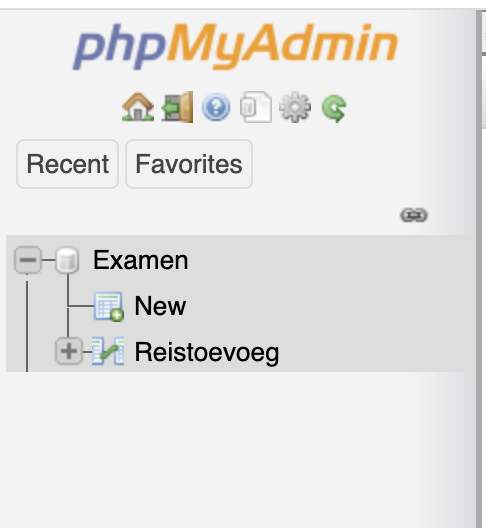 phpMyAdmin
Recent Favorites
Examen
New
Reistoevoeg